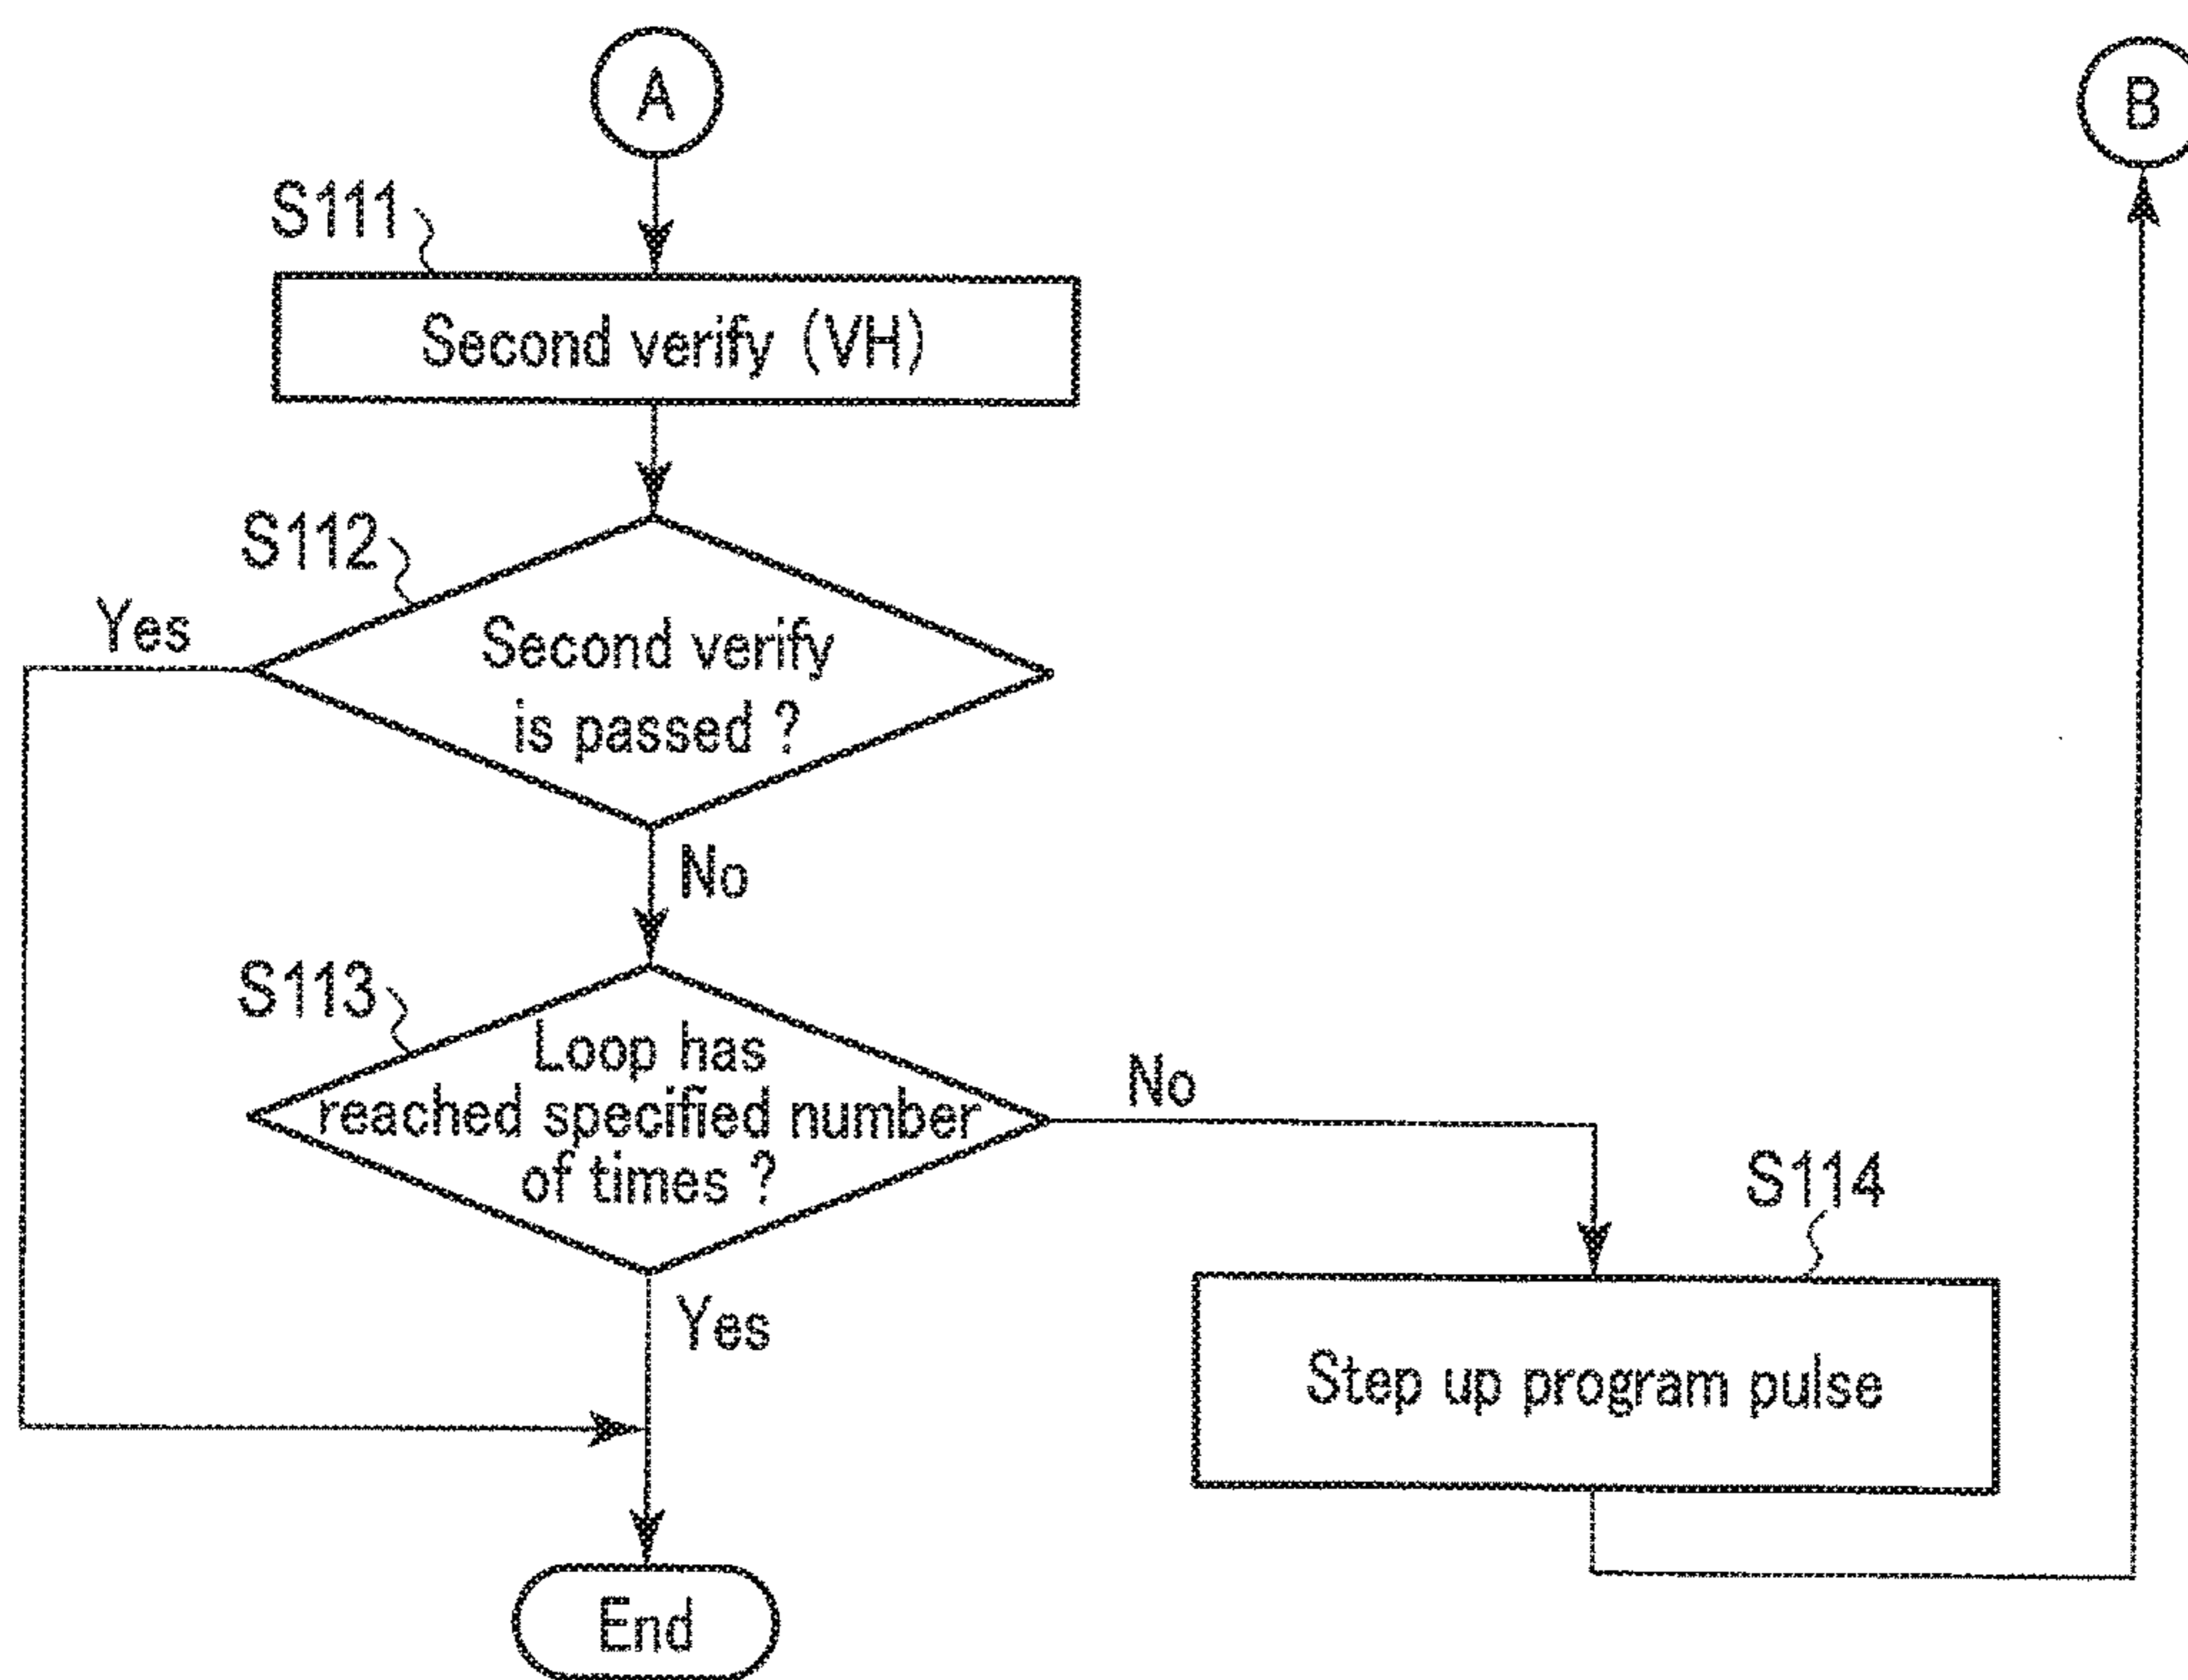 A
B
S111
Second verify (VH)
S112
Yes
Second verify
is passed ?
No
S113
Loop has
reached specified number
of times ?
No
S114
Yes
Step up program pulse
End